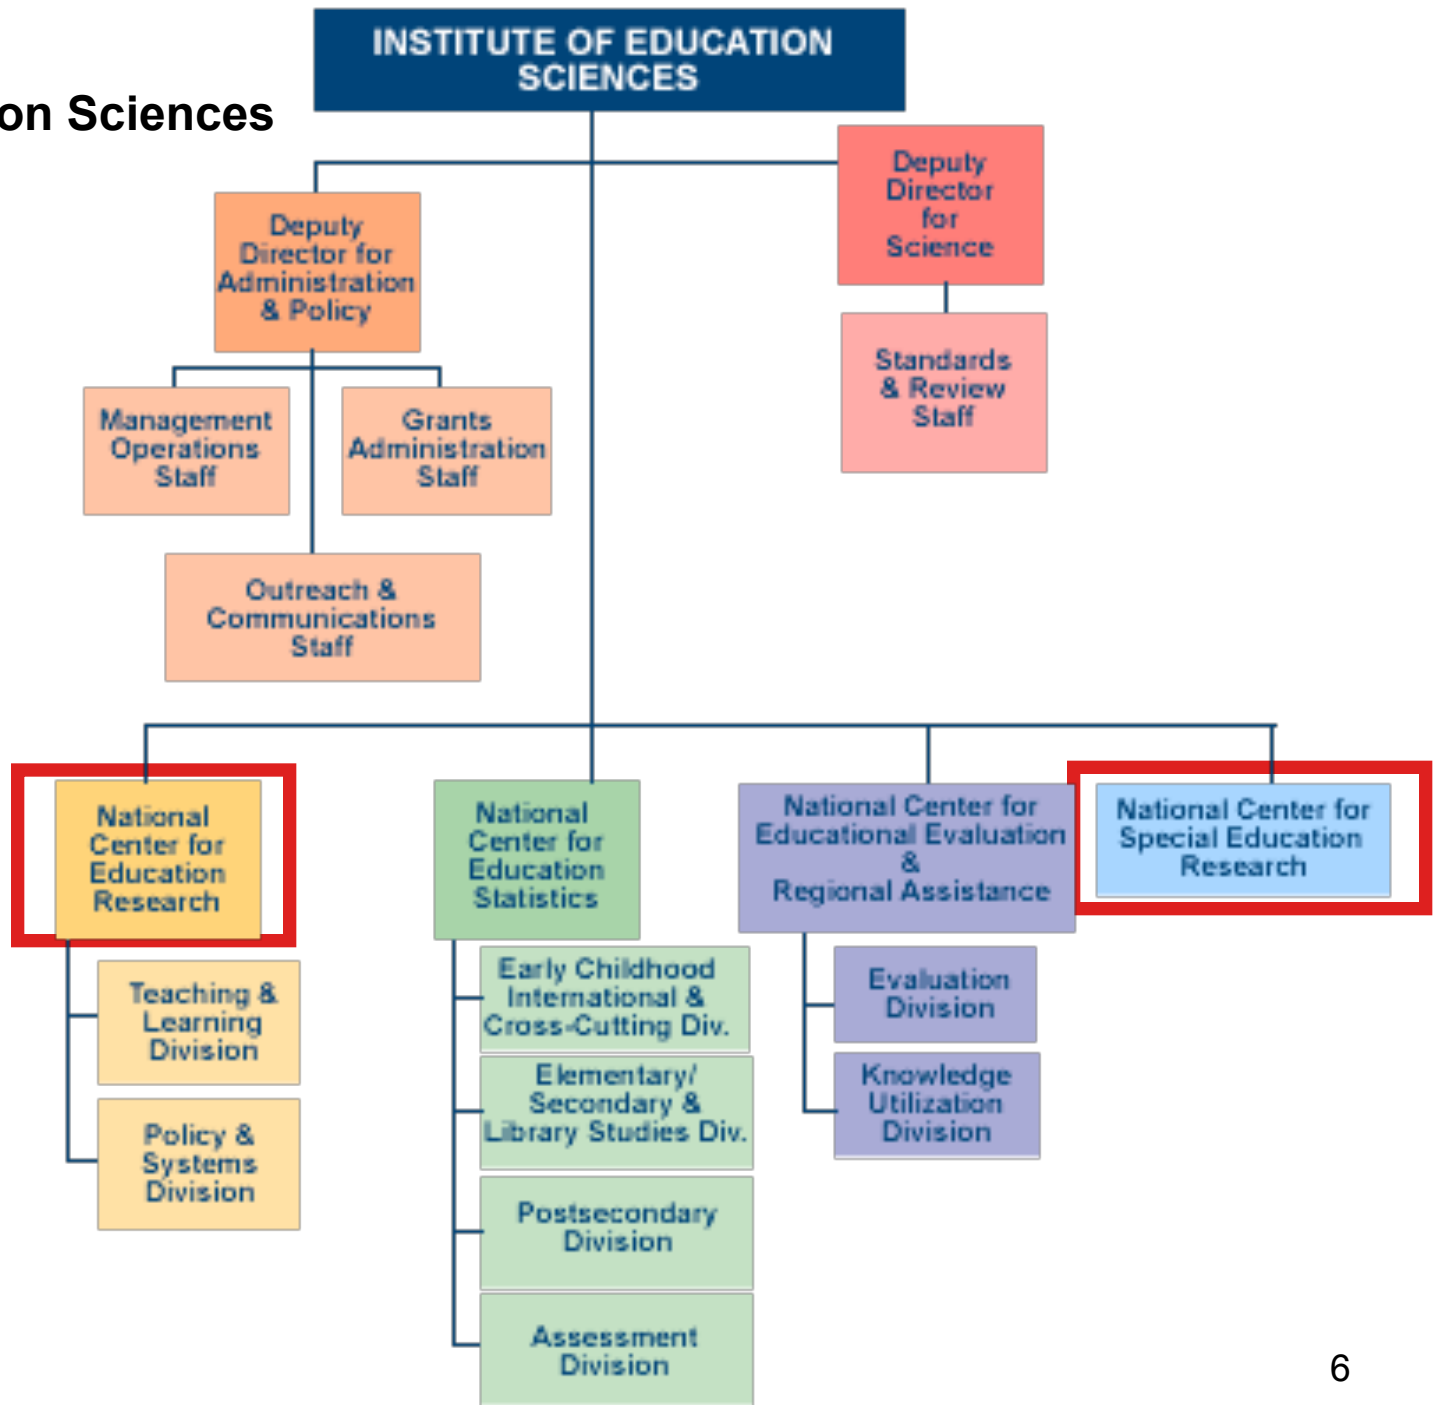 INSTITUTE OF EDUCATION
SCIENCES
on Sciences
Deputy
Director
for
Science
Deputy
Director for
Administration
& Policy
Standards
& Review
Staff
Management
Operations
Staff
Grants
Administration
Staff
Outreach &
Communications
Staff
National
Center for
Education
Research
National
Center for
Education
Statistics
National Center for
Educational Evaluation
&
Regional Assistance
National Center for
Special Education
Research
Teaching &
Learning
Division
Policy &
Systems
Division
Early Childhood
International &
Cross-Cutting Div.
Elementary/
Secondary &
Library Studies Div.
Postsecondary
Division
Assessment
Division
Evaluation
Division
Knowledge
Utilization
Division
6